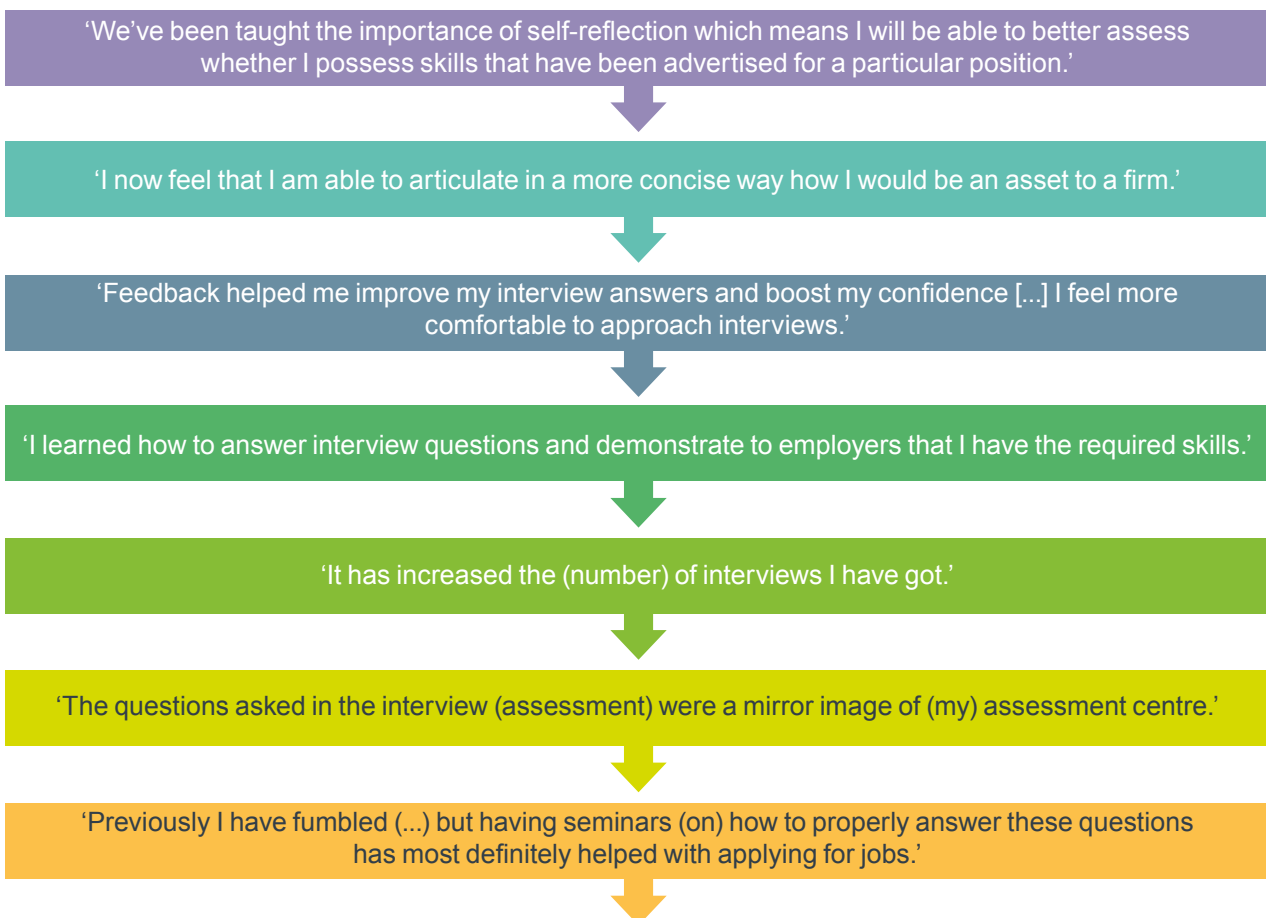 ‘We’ve been taught the importance of self-reflection which means I will be able to better assess
whether I possess skills that have been advertised for a particular position.’
‘I now feel that I am able to articulate in a more concise way how I would be an asset to a firm.’
‘Feedback helped me improve my interview answers and boost my confidence [...] I feel more
comfortable to approach interviews.’
‘I learned how to answer interview questions and demonstrate to employers that I have the required skills.’
‘It has increased the (number) of interviews I have got.’
‘The questions asked in the interview (assessment) were a mirror image of (my) assessment centre.’
‘Previously I have fumbled (...) but having seminars (on) how to properly answer these questions
has most definitely helped with applying for jobs.’